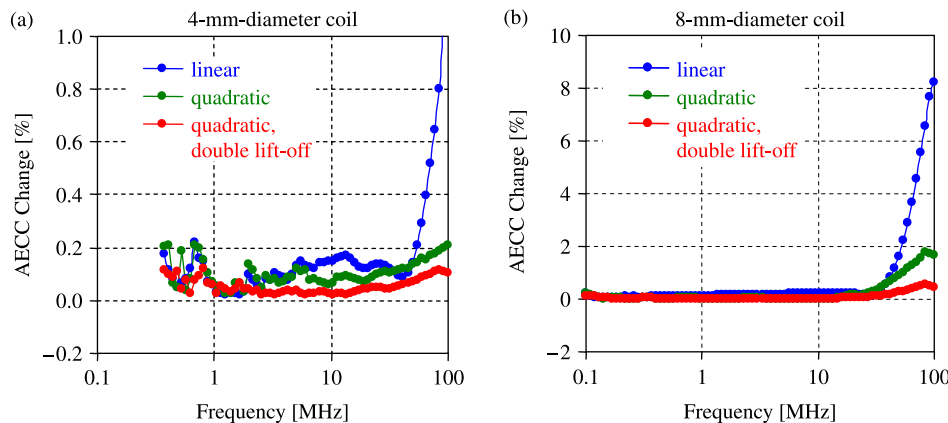 (a)
4-mm-diameter coil
1.0
0.8
0.6
0.4
0.2
0.0
−0.2
AECC Change [%]
linear
quadratic
quadratic,
double lift-off
0.1
1
10
100
Frequency [MHz]
(b)
8-mm-diameter coil
10
8
6
4
2
0
−2
AECC Change [%]
linear
quadratic
quadratic,
double lift-off
0.1
1
10
100
Frequency [MHz]